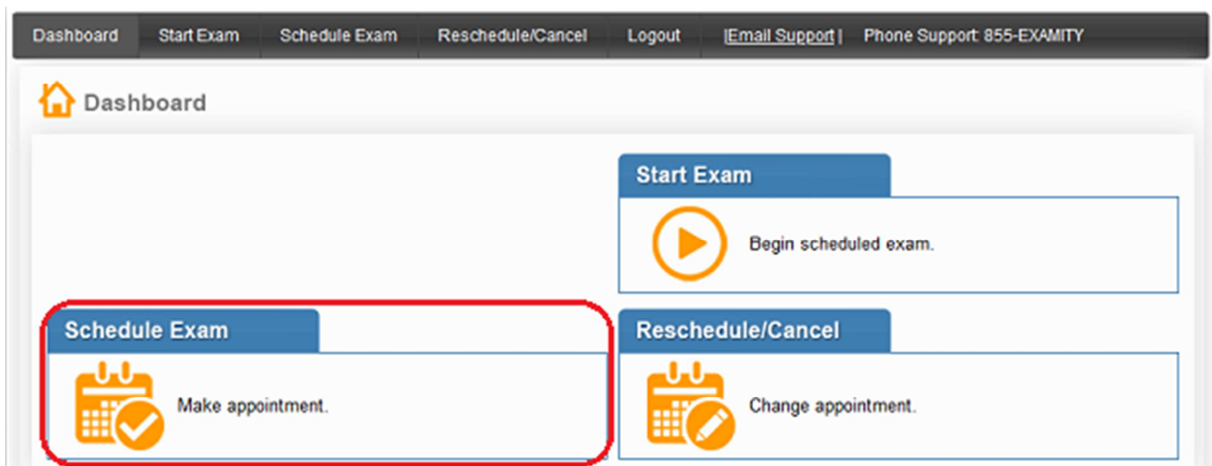 Dashboard Start Exam Schedule Exam Reschedule/Cancel Logout |Email Support| Phone Support: 855-EXAMITY
Dashboard
Start Exam
Begin scheduled exam.
Schedule Exam
Make appointment.
Reschedule/Cancel
Change appointment.